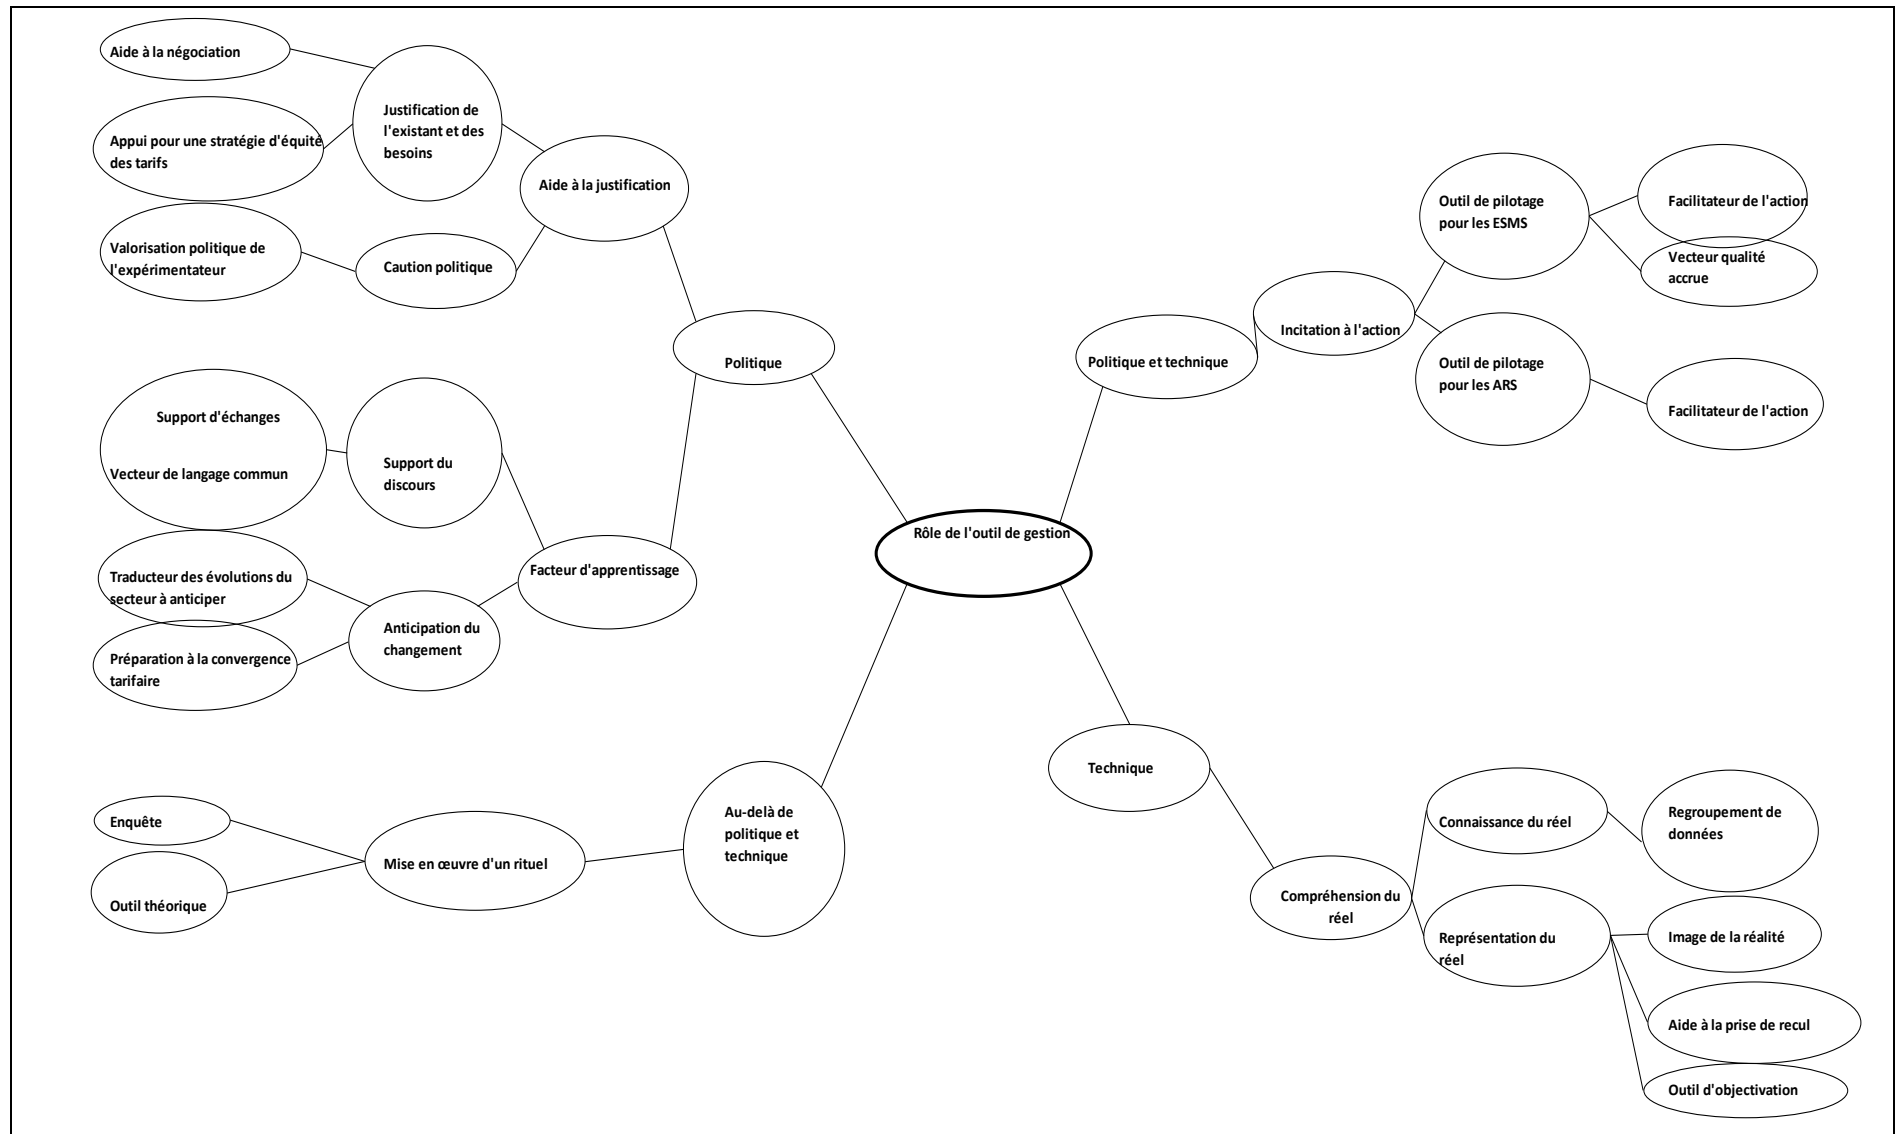 Aide à la négociation
Justification de
l'existant et des
besoins
Appui pour une stratégie d'équité
des tarifs
Aide à la justification
Valorisation politique de
l'expérimentateur
Caution politique
Politique
Support d'échanges
Vecteur de langage commun
Support du
discours
Facteur d'apprentissage
Traducteur des évolutions du
secteur à anticiper
Anticipation du
changement
Préparation à la convergence
tarifaire
Au-delà de
politique et
technique
Enquête
Mise en œuvre d'un rituel
Outil théorique
Rôle de l'outil de gestion
Politique et technique
Incitation à l'action
Outil de pilotage
pour les ESMS
Facilitateur de l'action
Vecteur qualité
accrue
Outil de pilotage
pour les ARS
Facilitateur de l'action
Technique
Compréhension du
réel
Connaissance du réel
Regroupement de
données
Représentation du
réel
Image de la réalité
Aide à la prise de recul
Outil d'objectivation